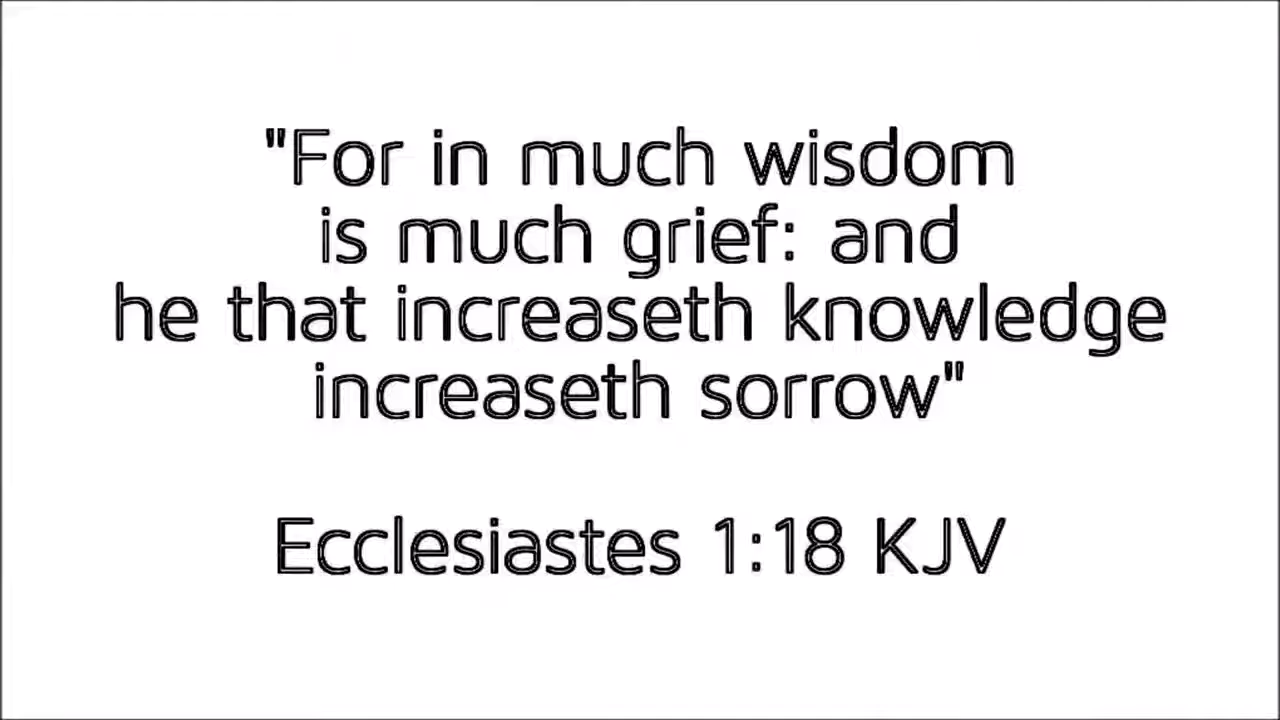 "For in much wisdom
is much grief: and
he that increaseth knowledge
increaseth sorrow"
Ecclesiastes 1:18 KJV